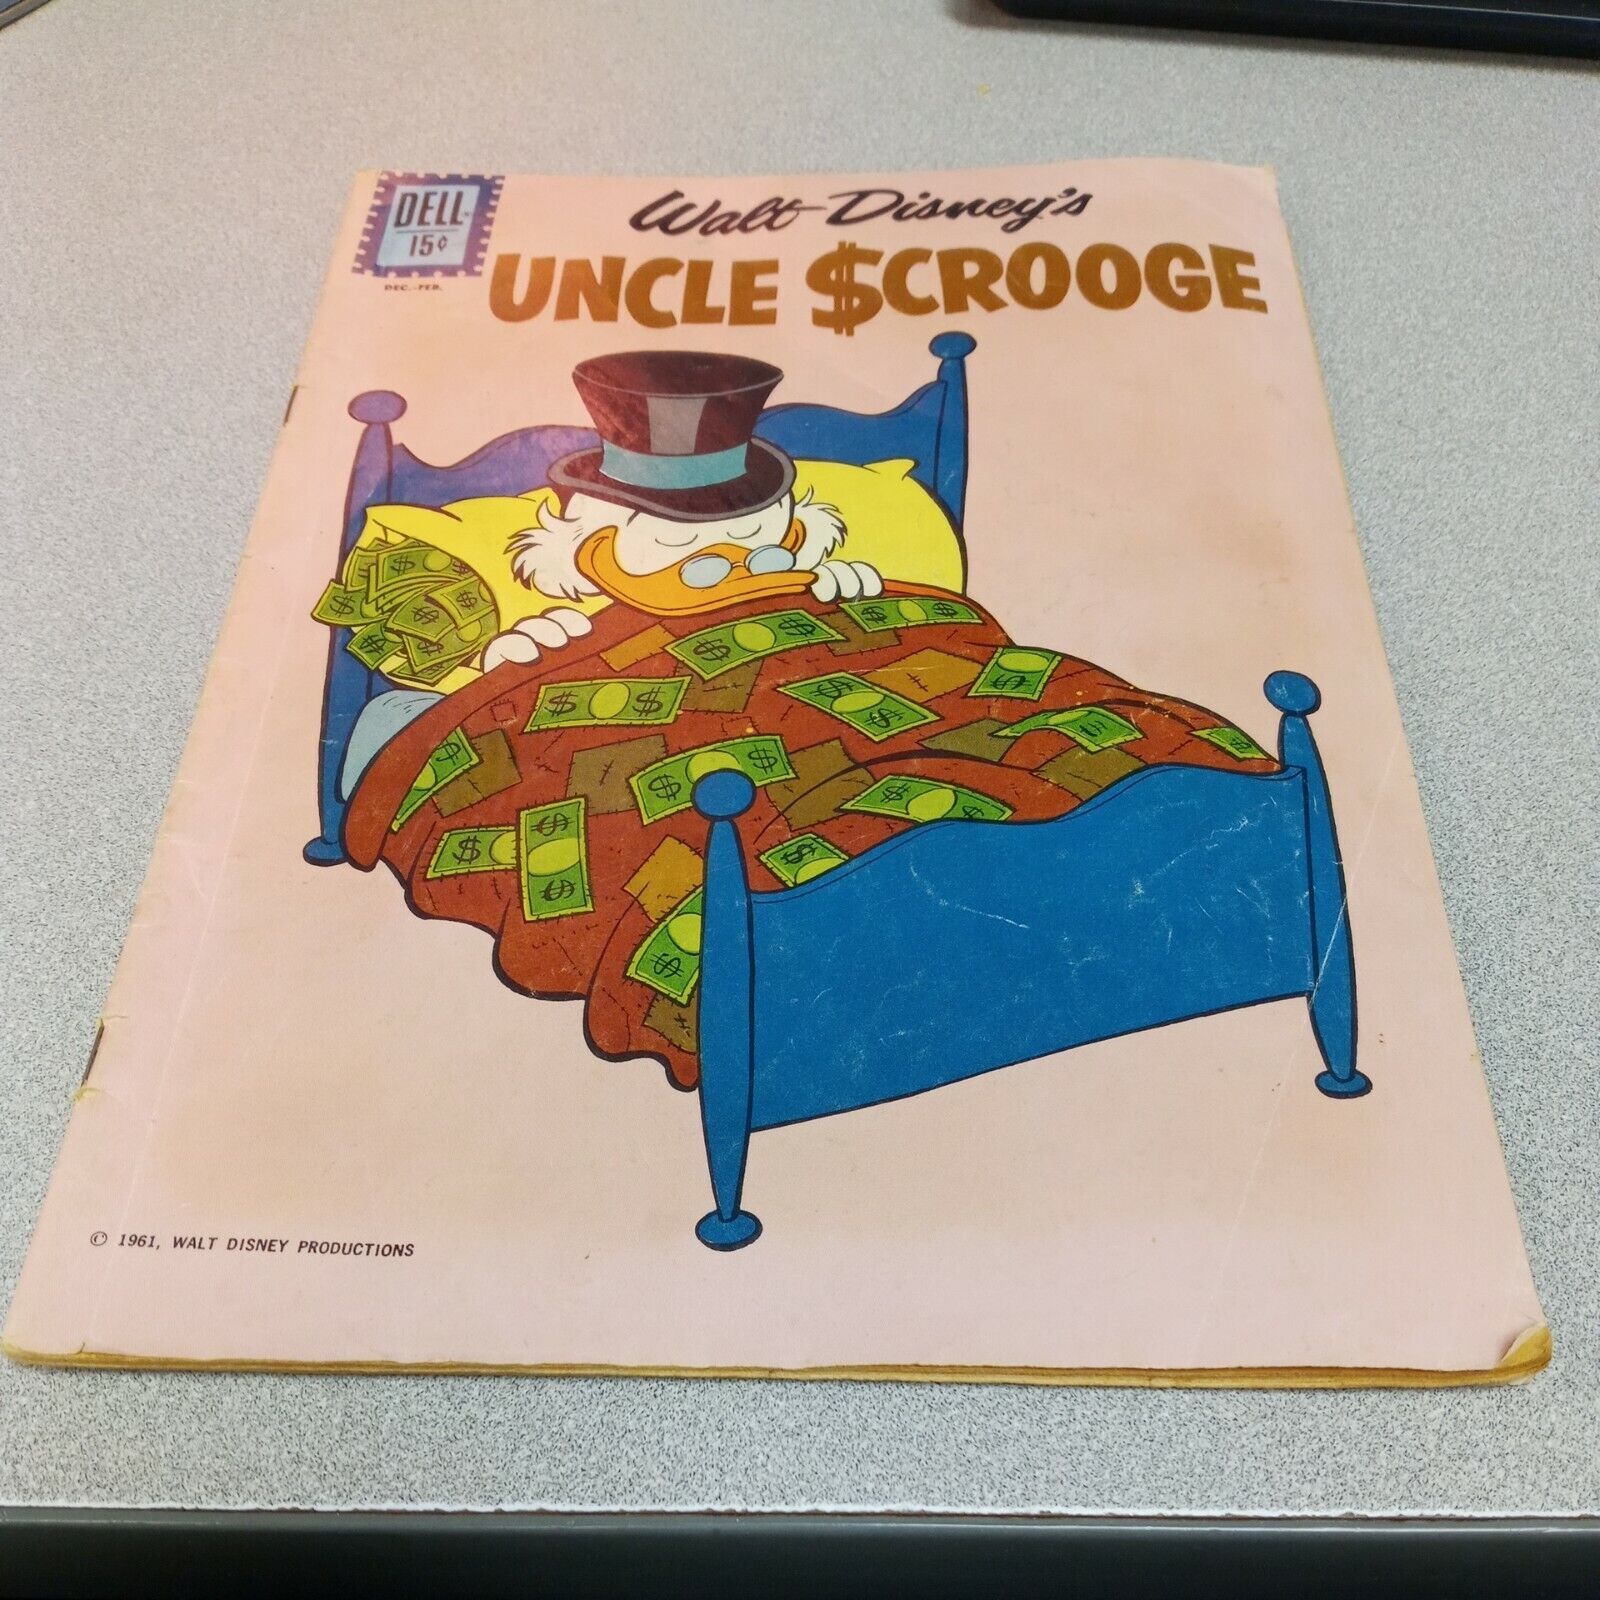 DELL
15¢
DEC.-FEB.
Walt Disney's
UNCLE $CROOGE
© 1961, WALT DISNEY PRODUCTIONS